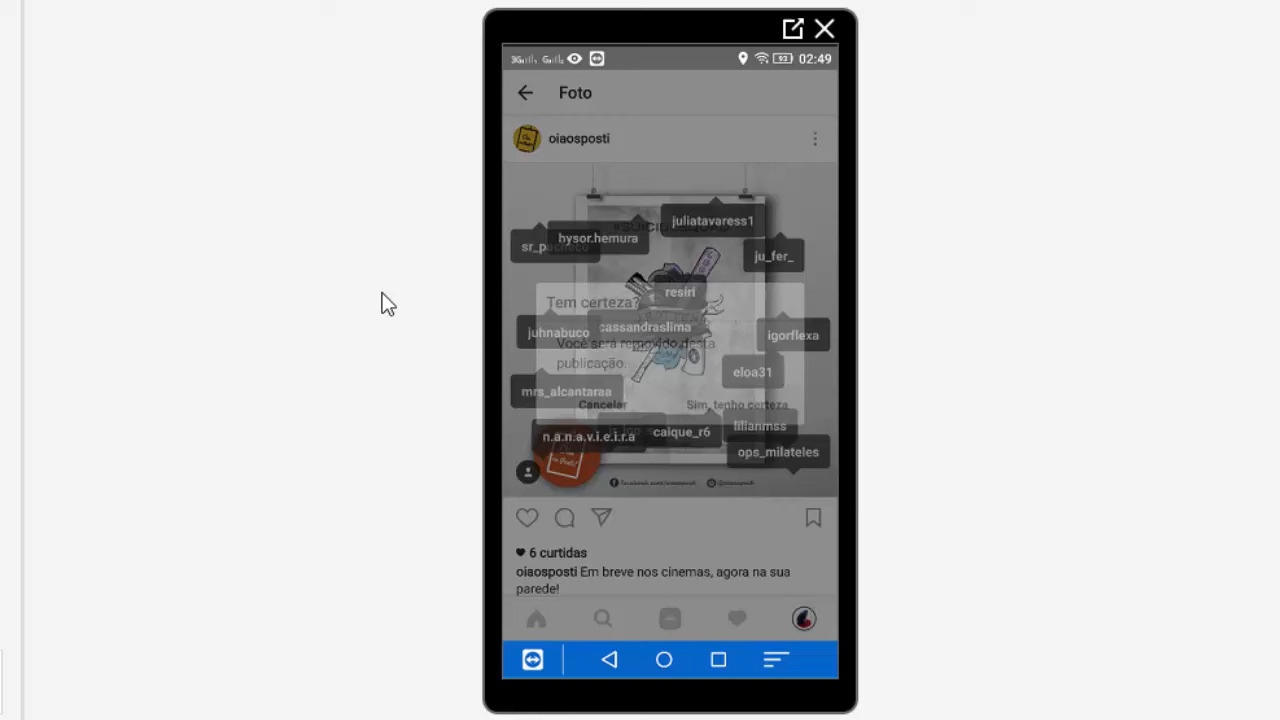 3G G 93 02:49
Foto
oiaosposti
juliatavaress1
hysor.hemura
ju_fer_
resiri
Tem certeza?
cassandraslima
juhnabuco
igorflexa
Você será removido desta
publicação.
eloa31
mrs_alcantaraa
Cancelar
Sim, tenho certeza
lilianmss
caique_r6
n.a.n.a.v.i.e.i.r.a
ops_milateles
6 curtidas
oiaosposti Em breve nos cinemas, agora na sua
parede!